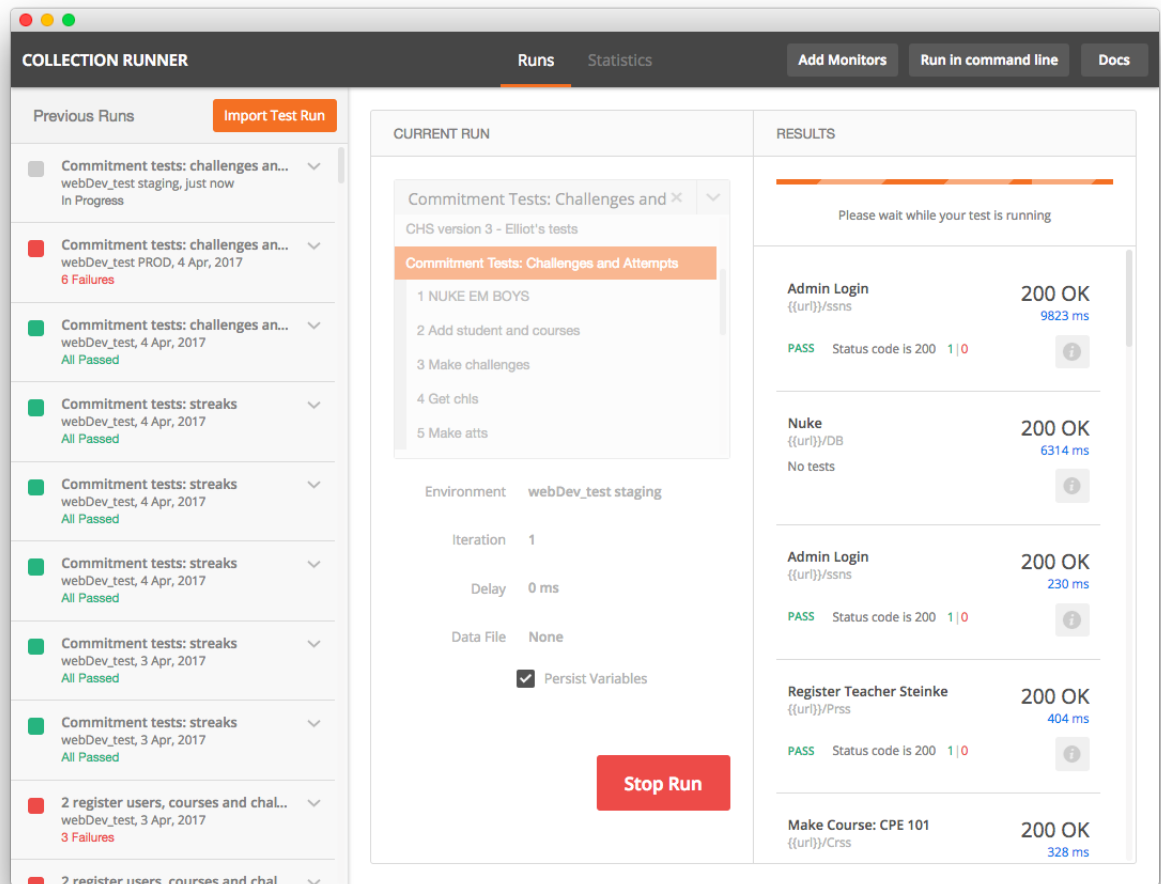 COLLECTION RUNNER
Runs
Statistics
Add Monitors
Run in command line
Docs
Previous Runs
Import Test Run
Commitment tests: challenges an...
webDev_test staging, just now
In Progress
Commitment tests: challenges an...
webDev_test PROD, 4 Apr, 2017
6 Failures
Commitment tests: challenges an...
webDev_test, 4 Apr, 2017
All Passed
Commitment tests: streaks
webDev_test, 4 Apr, 2017
All Passed
Commitment tests: streaks
webDev_test, 4 Apr, 2017
All Passed
Commitment tests: streaks
webDev_test, 4 Apr, 2017
All Passed
Commitment tests: streaks
webDev_test, 3 Apr, 2017
All Passed
Commitment tests: streaks
webDev_test, 3 Apr, 2017
All Passed
2 register users, courses and chal...
webDev_test, 3 Apr, 2017
3 Failures
2 register users, courses and chal...
CURRENT RUN
Commitment Tests: Challenges and
CHS version 3 - Elliot's tests
Commitment Tests: Challenges and Attempts
1 NUKE EM BOYS
2 Add student and courses
3 Make challenges
4 Get chls
5 Make atts
Environment webDev_test staging
Iteration 1
Delay 0 ms
Data File None
Persist Variables
Stop Run
RESULTS
Please wait while your test is running
Admin Login
{{url}}/ssns
200 OK
9823 ms
PASS Status code is 200 1|0
Nuke
{{url}}/DB
200 OK
6314 ms
No tests
Admin Login
{{url}}/ssns
200 OK
230 ms
PASS Status code is 200 1|0
Register Teacher Steinke
{{url}}/Prss
200 OK
404 ms
PASS Status code is 200 1|0
Make Course: CPE 101
{{url}}/Crss
200 OK
328 ms